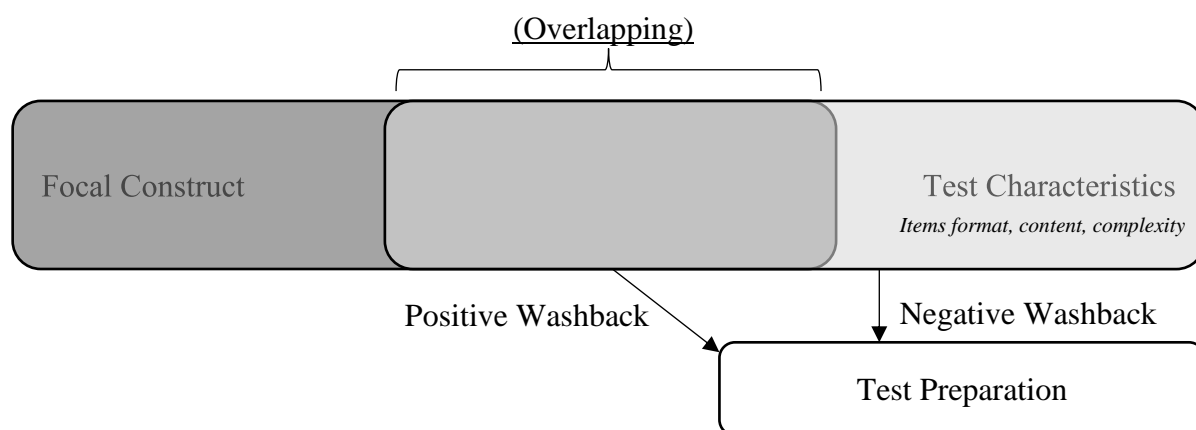 (Overlapping)
Focal Construct
Test Characteristics
Items format, content, complexity
Positive Washback
Negative Washback
Test Preparation